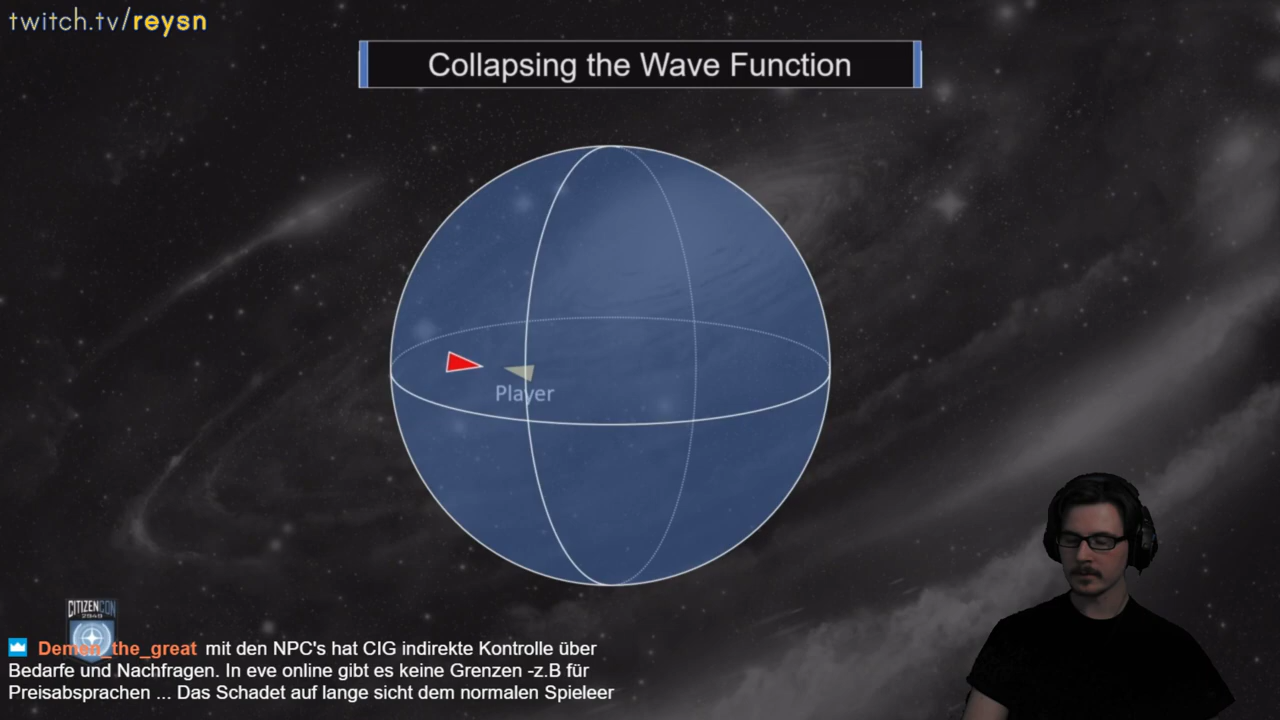 twitch.tv/reysn
Collapsing the Wave Function
Player
CITIZENCON
2949
Demen_the_great mit den NPC's hat CIG indirekte Kontrolle über
Bedarfe und Nachfragen. In eve online gibt es keine Grenzen -z.B für
Preisabsprachen ... Das Schadet auf lange sicht dem normalen Spieleer